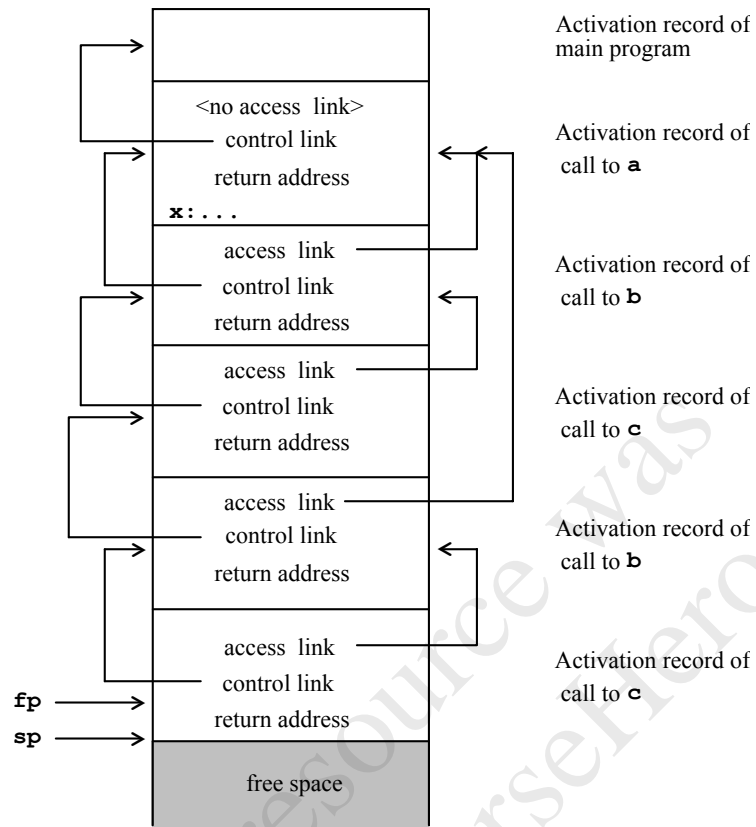 Activation record of
main program
<no access link>
control link
return address
x:...
Activation record of
call to a
access link
control link
return address
Activation record of
call to b
access link
control link
return address
Activation record of
call to c
access link
control link
return address
Activation record of
call to b
access link
control link
return address
Activation record of
call to c
fp
sp
free space
resource was